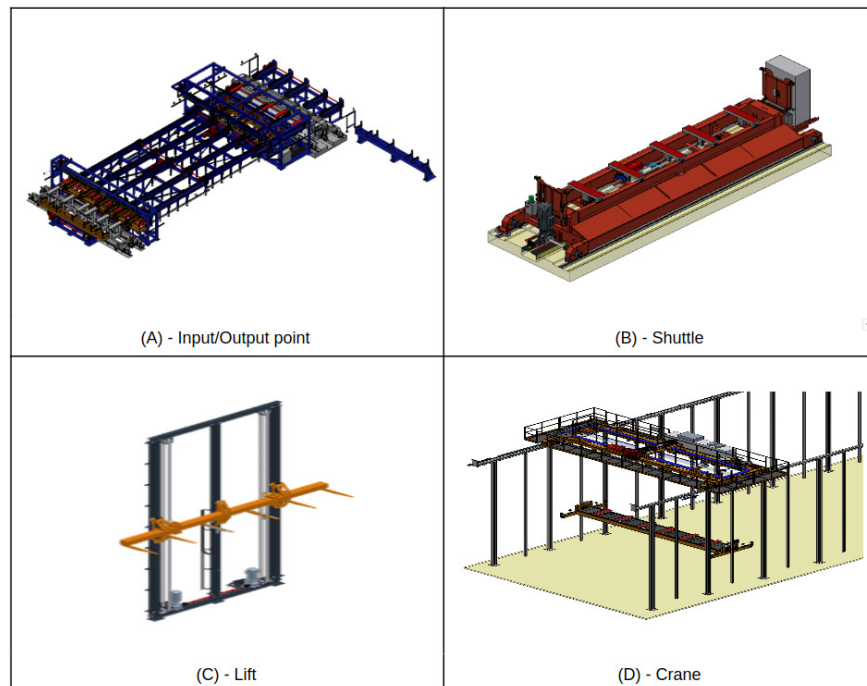 (A) - Input/Output point
(B) - Shuttle
(C) - Lift
(D) - Crane